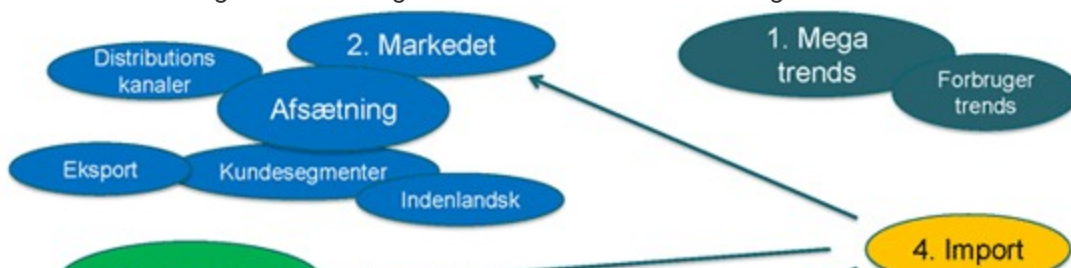 2. Markedet
Distributions
kanaler
Afsætning
Eksport
Kundesegmenter
Indenlandsk
1. Mega
trends
Forbruger
trends
4. Import